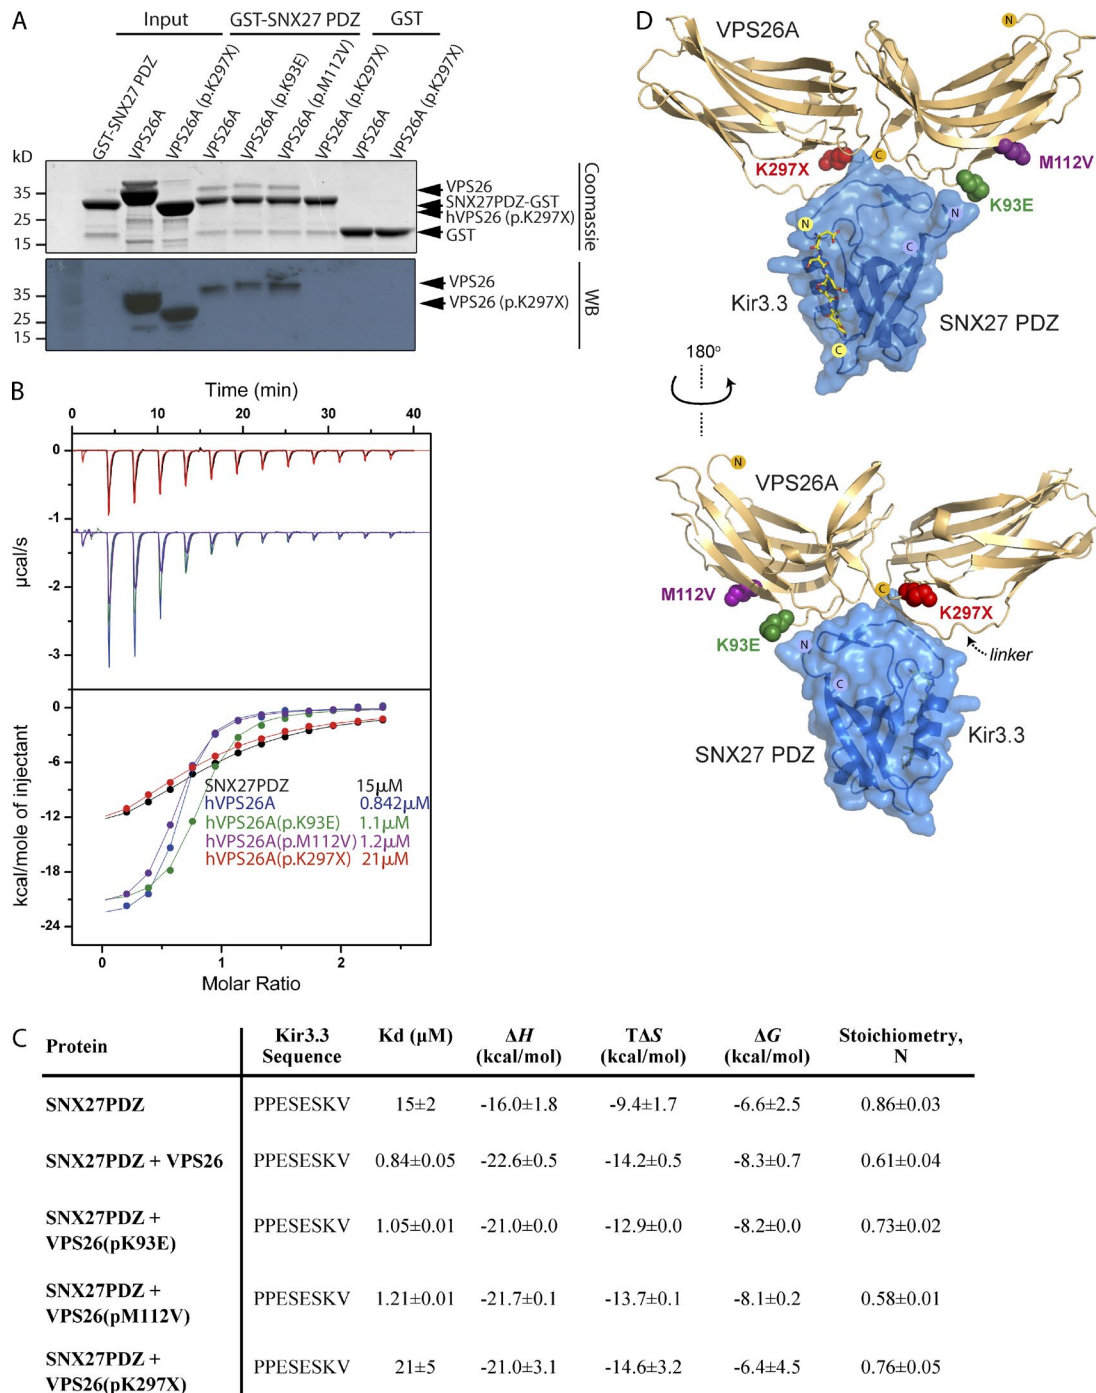 A
Input
GST-SNX27 PDZ
GST
GST-SNX27 PDZ
VPS26A
VPS26A (p.K297X)
VPS26A
VPS26A (p.K93E)
VPS26A (p.M112V)
VPS26A (p.K297X)
VPS26A
VPS26A (p.K297X)
kD
35
25
15
VPS26
SNX27PDZ-GST
hVPS26 (p.K297X)
GST
Coomassie
35
25
15
VPS26
VPS26 (p.K297X)
WB
B
Time (min)
0 10 20 30 40
0
-1
-2
-3
µcal/s
0
-6
-12
-18
-24
kcal/mole of injectant
SNX27PDZ 15µM
hVPS26A 0.842µM
hVPS26A(p.K93E) 1.1µM
hVPS26A(p.M112V) 1.2µM
hVPS26A(p.K297X) 21µM
0 1 2
Molar Ratio
D
VPS26A
N
K297X
C
M112V
K93E
N
N
C
Kir3.3
C
SNX27 PDZ
180°
N
VPS26A
M112V
C
K297X
K93E
N
linker
C
Kir3.3
SNX27 PDZ
C
Protein Kir3.3 Sequence Kd (µM) ΔH (kcal/mol) TΔS (kcal/mol) ΔG (kcal/mol) Stoichiometry, N
SNX27PDZ PPESESKV 15±2 -16.0±1.8 -9.4±1.7 -6.6±2.5 0.86±0.03
SNX27PDZ + VPS26 PPESESKV 0.84±0.05 -22.6±0.5 -14.2±0.5 -8.3±0.7 0.61±0.04
SNX27PDZ +
VPS26(pK93E) PPESESKV 1.05±0.01 -21.0±0.0 -12.9±0.0 -8.2±0.0 0.73±0.02
SNX27PDZ +
VPS26(pM112V) PPESESKV 1.21±0.01 -21.7±0.1 -13.7±0.1 -8.1±0.2 0.58±0.01
SNX27PDZ +
VPS26(pK297X) PPESESKV 21±5 -21.0±3.1 -14.6±3.2 -6.4±4.5 0.76±0.05